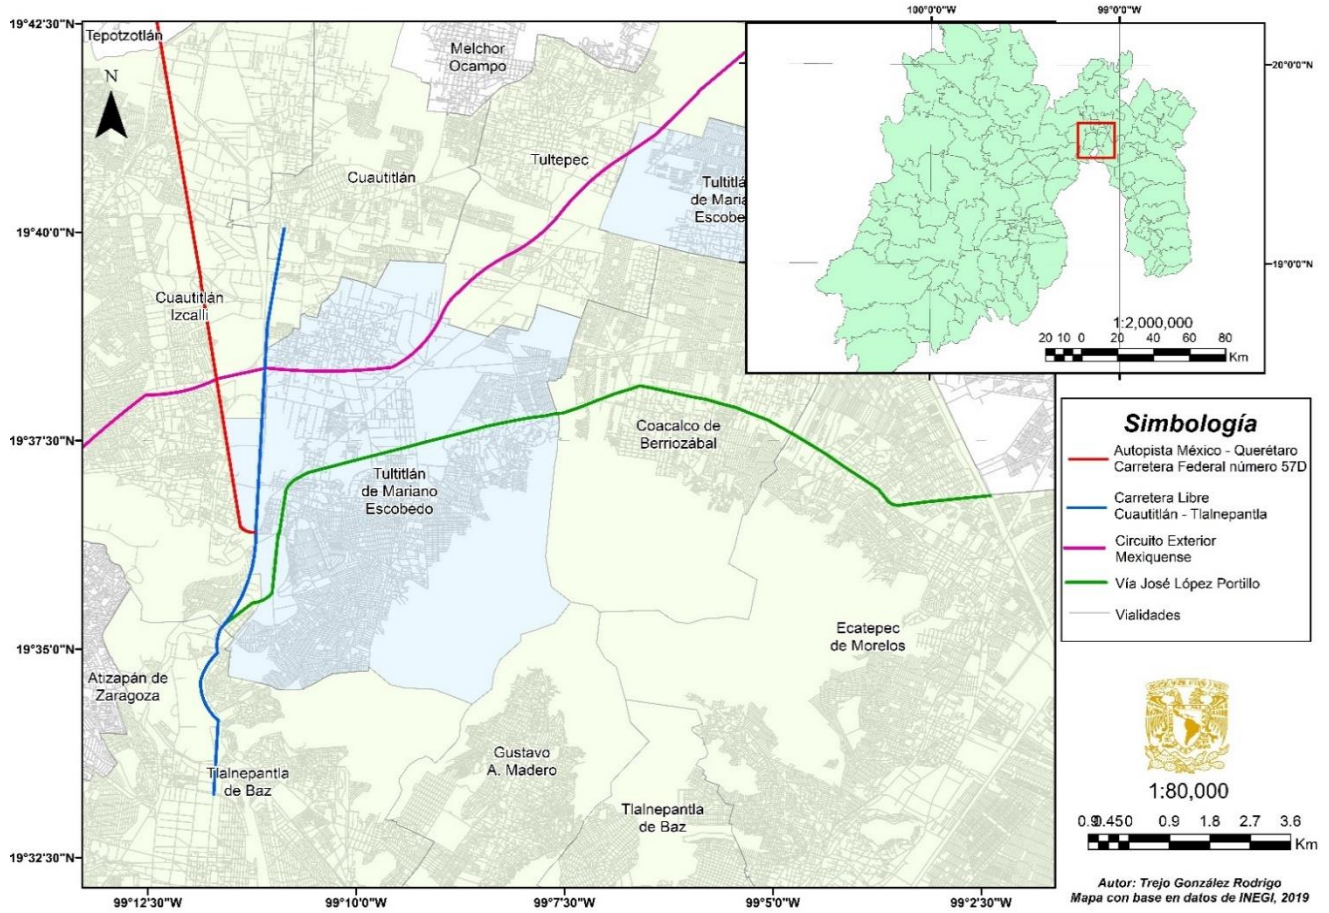 19°42'30"N
Tepotzotlán
N
Melchor
Ocampo
Tultepec
Cuautitlán
Tultitlá
de Maria
Escobe
19°40'0"N
Cuautitlán
Izcalli
19°37'30"N
Coacalco de
Berriozábal
Tultitlán
de Mariano
Escobedo
19°35'0"N
Ecatepec
de Morelos
Atizapán de
Zaragoza
Gustavo
A. Madero
Tlalnepantla
de Baz
Tlalnepantla
de Baz
19°32'30"N
99°12'30"W 99°10'0"W 99°7'30"W 99°5'0"W 99°2'30"W
100°0'0"W 99°0'0"W
20°0'0"N
19°0'0"N
1:2,000,000
20 10 0 20 40 60 80
Km
Simbología
Autopista México - Querétaro
Carretera Federal número 57D
Carretera Libre
Cuautitlán - Tlalnepantla
Circuito Exterior
Mexiquense
Vía José López Portillo
Vialidades
1:80,000
0.9 0.45 0 0.9 1.8 2.7 3.6
Km
Autor: Trejo González Rodrigo
Mapa con base en datos de INEGI, 2019